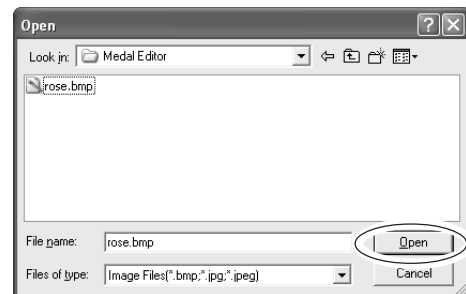 Open
Look in: Medal Editor
rose.bmp
File name: rose.bmp Open
Files of type: Image Files(*.bmp;*.jpg;*.jpeg) Cancel